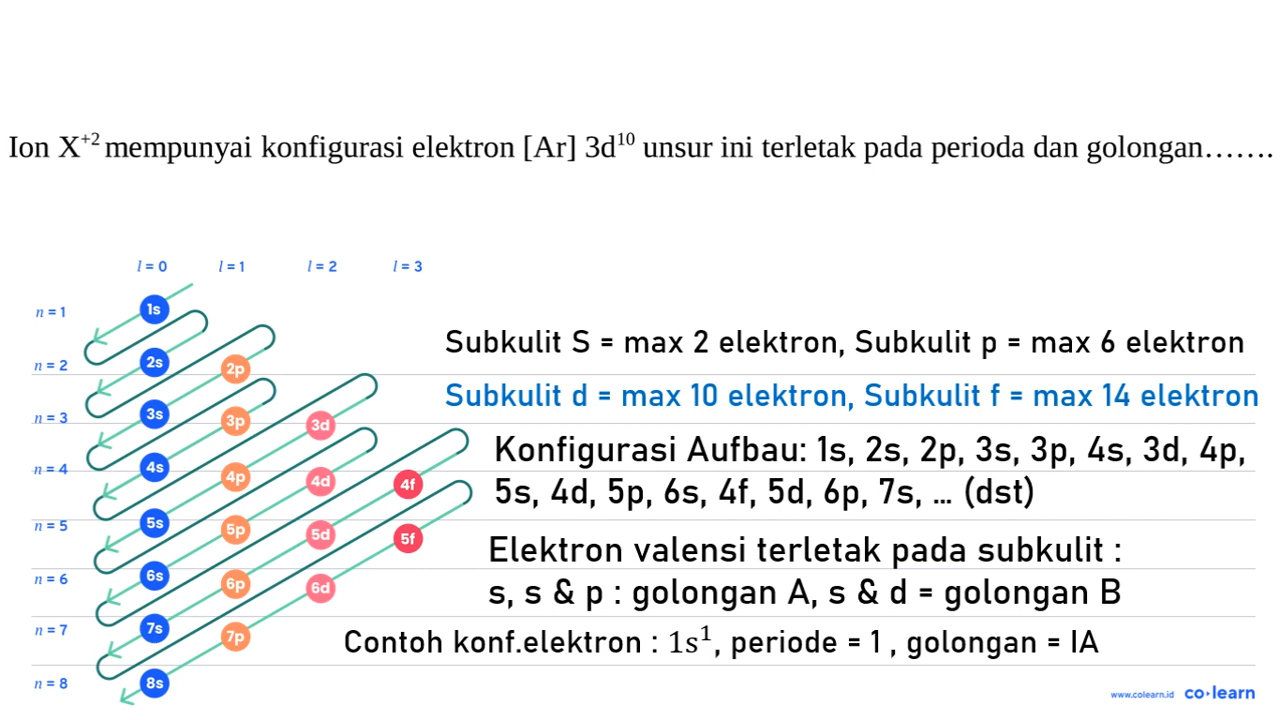 Ion X⁺² mempunyai konfigurasi elektron [Ar] 3d¹⁰ unsur ini terletak pada perioda dan golongan…….
l = 0 l = 1 l = 2 l = 3
n = 1
1s
n = 2
2s 2p
n = 3
3s 3p 3d
n = 4
4s 4p 4d 4f
n = 5
5s 5p 5d 5f
n = 6
6s 6p 6d
n = 7
7s 7p
n = 8
8s
Subkulit S = max 2 elektron, Subkulit p = max 6 elektron
Subkulit d = max 10 elektron, Subkulit f = max 14 elektron
Konfigurasi Aufbau: 1s, 2s, 2p, 3s, 3p, 4s, 3d, 4p,
5s, 4d, 5p, 6s, 4f, 5d, 6p, 7s, ... (dst)
Elektron valensi terletak pada subkulit :
s, s & p : golongan A, s & d = golongan B
Contoh konf.elektron : 1s¹, periode = 1 , golongan = IA
www.colearn.id co▸learn